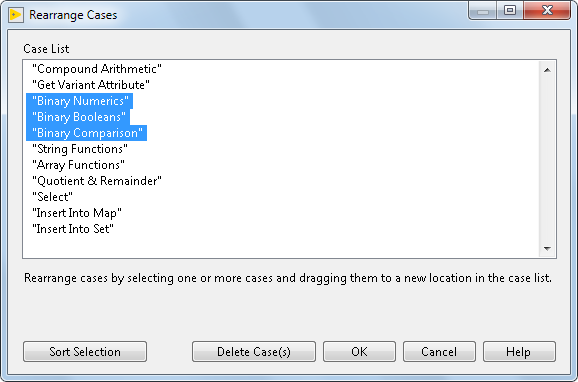 Rearrange Cases
Case List
"Compound Arithmetic"
"Get Variant Attribute"
"Binary Numerics"
"Binary Booleans"
"Binary Comparison"
"String Functions"
"Array Functions"
"Quotient & Remainder"
"Select"
"Insert Into Map"
"Insert Into Set"
Rearrange cases by selecting one or more cases and dragging them to a new location in the case list.
Sort Selection Delete Case(s) OK Cancel Help